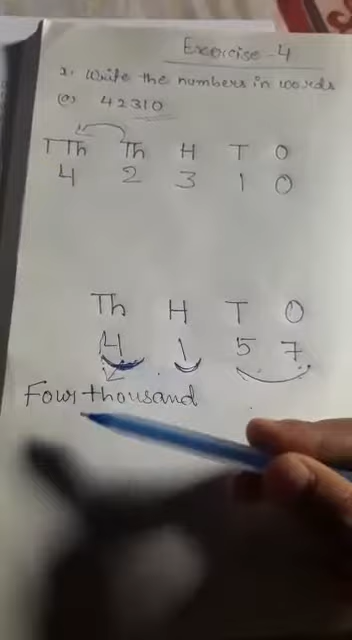 Exercise-4
1. Write the numbers in words
(a) 42310
TTh Th H T O
4 2 3 1 0
Th H T O
4 1 5 7
Four thousand